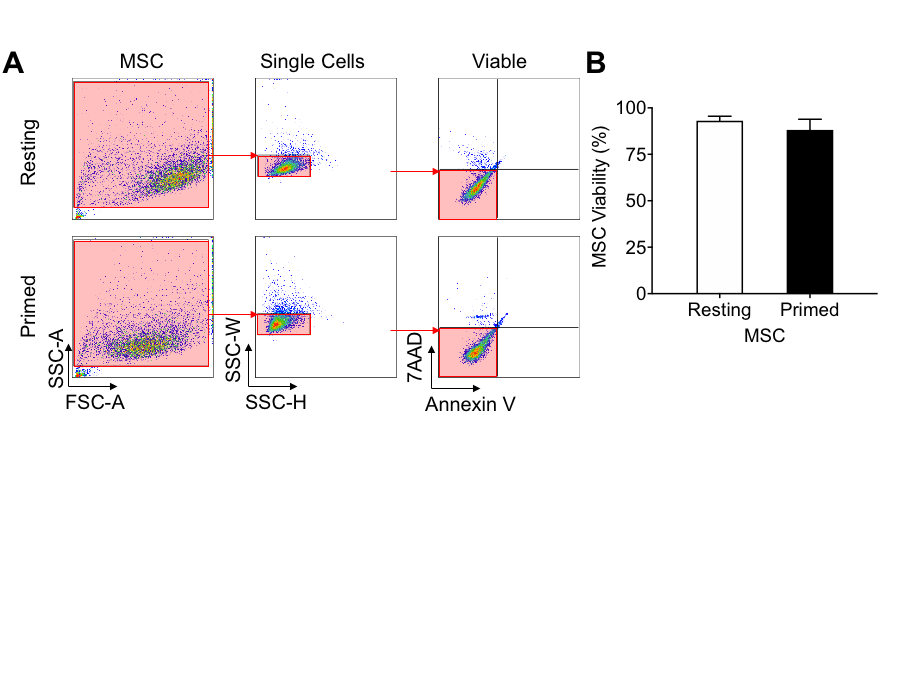 A
MSC
Single Cells
Viable
B
Resting
Primed
SSC-A
FSC-A
SSC-W
SSC-H
7AAD
Annexin V
MSC Viability (%)
100
75
50
25
0
Resting
Primed
MSC